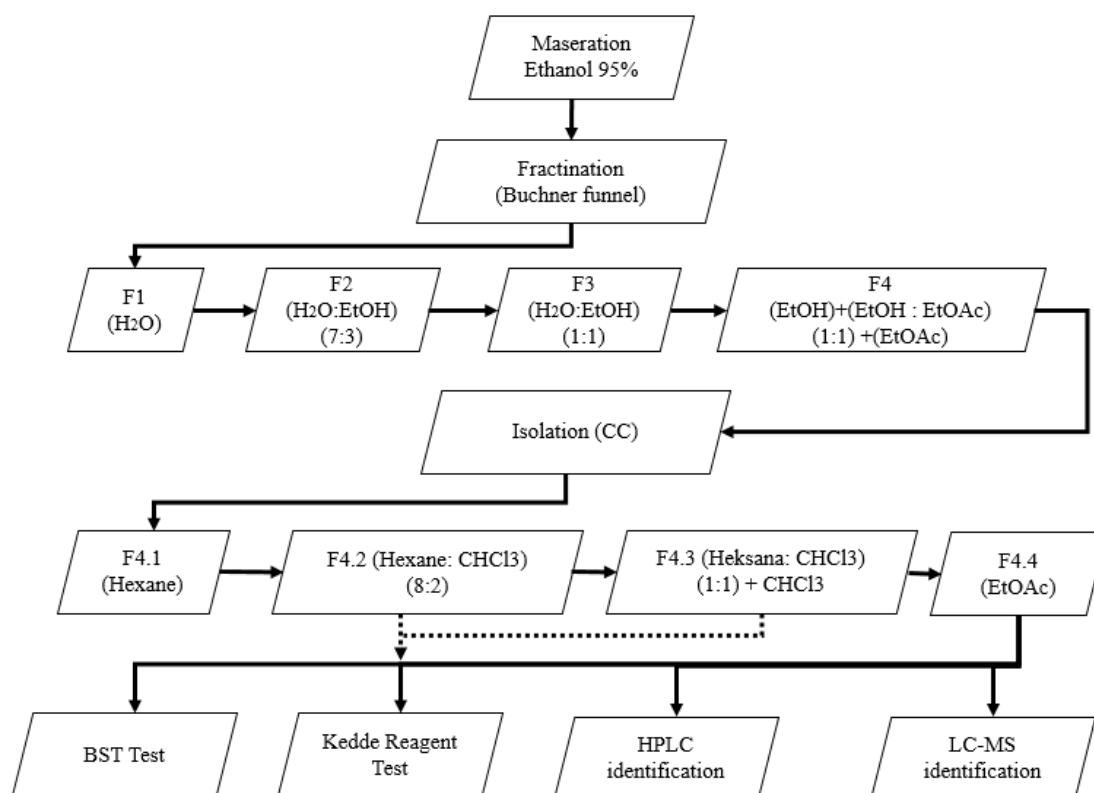 Maseration
Ethanol 95%
Fractination
(Buchner funnel)
F1
(H2O)
F2
(H2O:EtOH)
(7:3)
F3
(H2O:EtOH)
(1:1)
F4
(EtOH)+(EtOH : EtOAc)
(1:1) +(EtOAc)
Isolation (CC)
F4.1
(Hexane)
F4.2 (Hexane: CHCl3)
(8:2)
F4.3 (Heksana: CHCl3)
(1:1) + CHCl3
F4.4
(EtOAc)
BST Test
Kedde Reagent
Test
HPLC
identification
LC-MS
identification